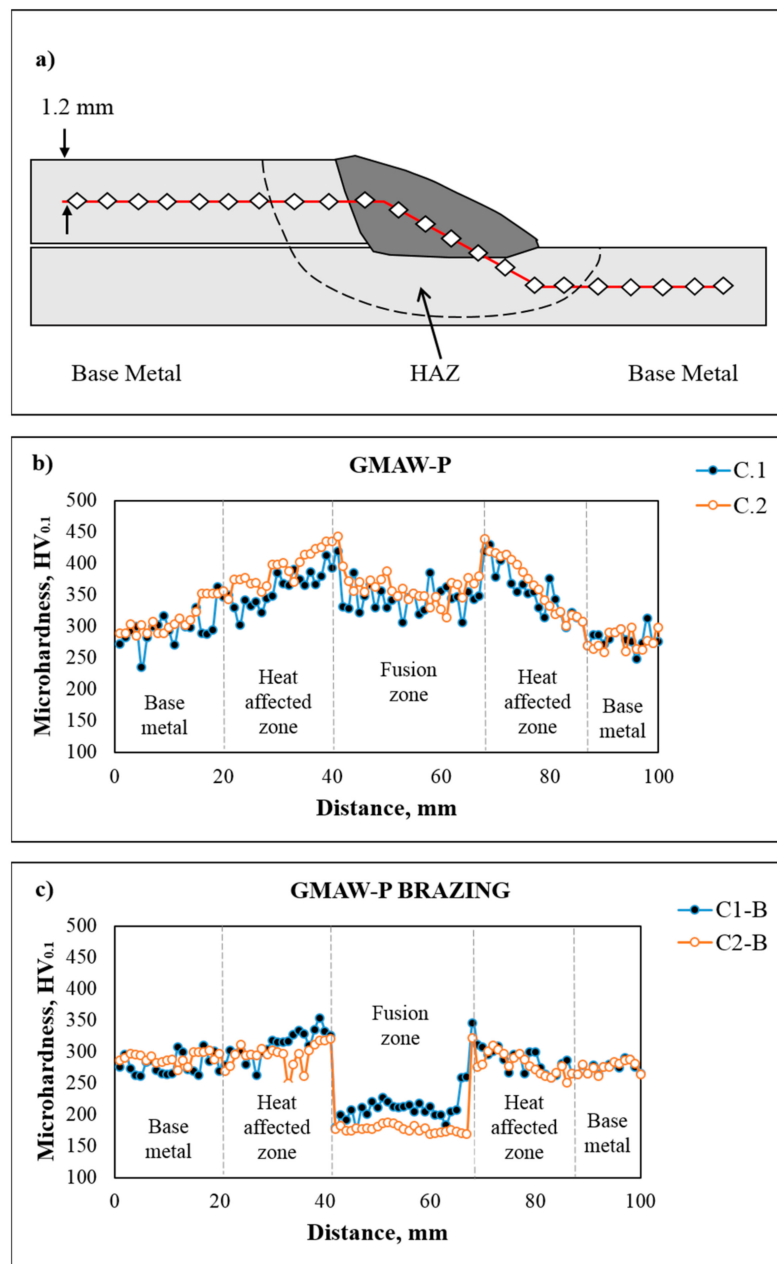 a)
1.2 mm
Base Metal HAZ Base Metal
b) GMAW-P
C.1
C.2
Microhardness, HV0.1
500
450
400
350
300
250
200
150
100
Base metal
Heat affected zone
Fusion zone
Heat affected zone
Base metal
0 20 40 60 80 100
Distance, mm
c) GMAW-P BRAZING
C1-B
C2-B
Microhardness, HV0.1
500
450
400
350
300
250
200
150
100
Base metal
Heat affected zone
Fusion zone
Heat affected zone
Base metal
0 20 40 60 80 100
Distance, mm